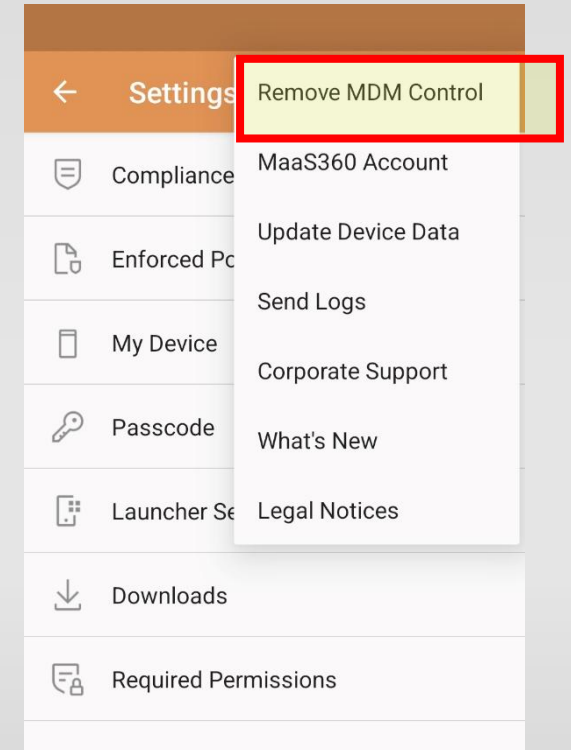 Settings
Remove MDM Control
MaaS360 Account
Update Device Data
Send Logs
Corporate Support
What's New
Legal Notices
Compliance
Enforced Po
My Device
Passcode
Launcher Se
Downloads
Required Permissions